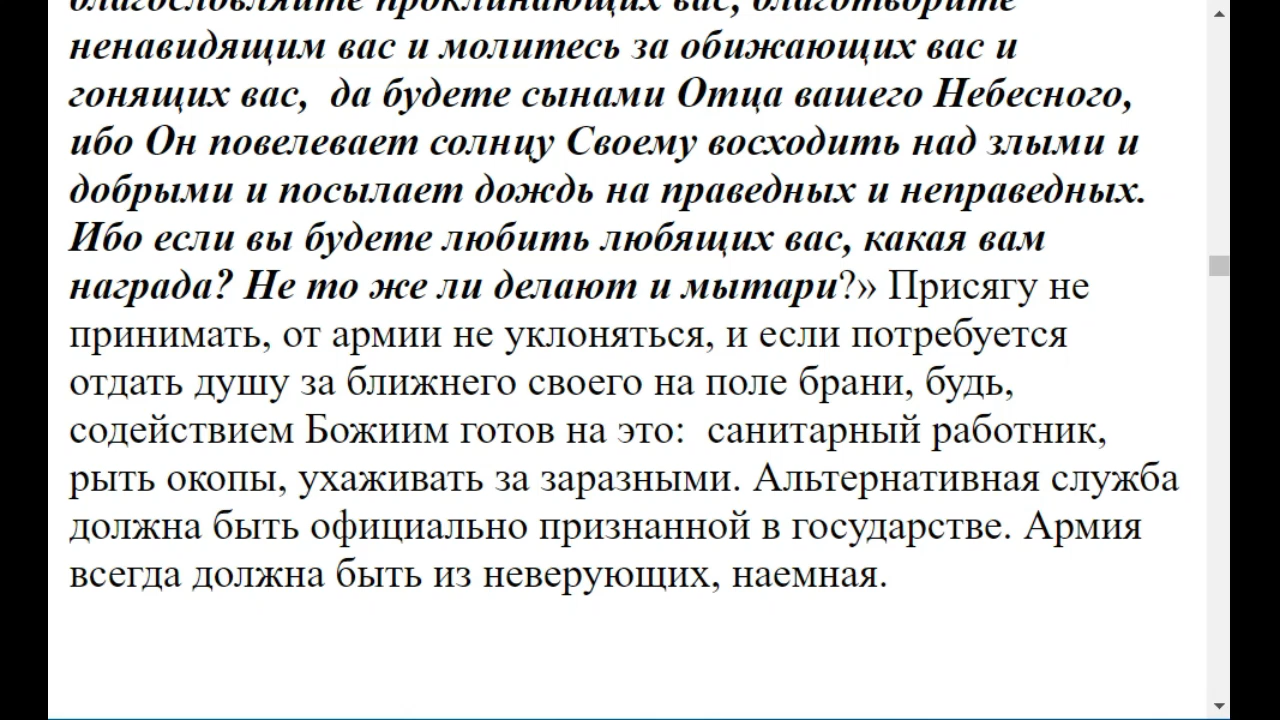 благословляйте проклинающих вас, благотворите
ненавидящим вас и молитесь за обижающих вас и
гонящих вас,  да будете сынами Отца вашего Небесного,
ибо Он повелевает солнцу Своему восходить над злыми и
добрыми и посылает дождь на праведных и неправедных.
Ибо если вы будете любить любящих вас, какая вам
награда? Не то же ли делают и мытари?» Присягу не
принимать, от армии не уклоняться, и если потребуется
отдать душу за ближнего своего на поле брани, будь,
содействием Божиим готов на это:  санитарный работник,
рыть окопы, ухаживать за заразными. Альтернативная служба
должна быть официально признанной в государстве. Армия
всегда должна быть из неверующих, наемная.